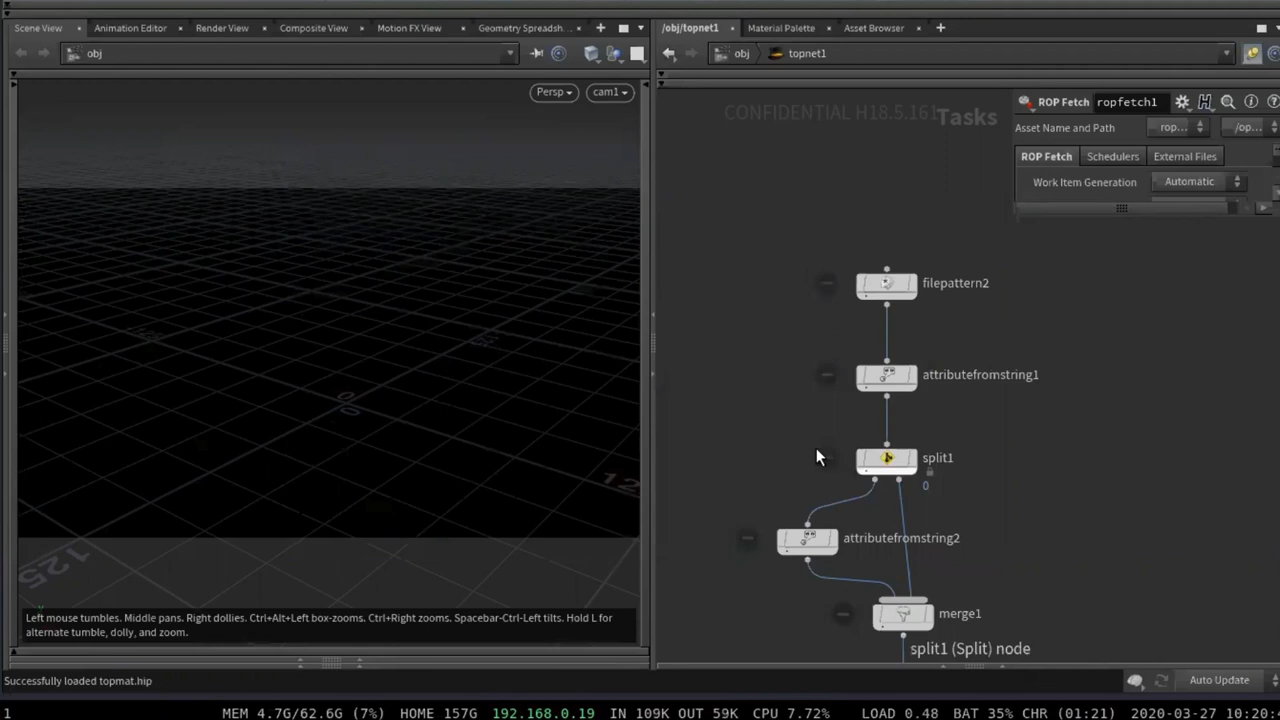 Scene View
Animation Editor
Render View
Composite View
Motion FX View
Geometry Spreadsh...
/obj/topnet1
Material Palette
Asset Browser
obj
obj
topnet1
Persp
cam1
CONFIDENTIAL H18.5.161
Tasks
ROP Fetch
ropfetch1
Asset Name and Path
rop...
/op...
ROP Fetch
Schedulers
External Files
Work Item Generation
Automatic
filepattern2
attributefromstring1
split1
0
attributefromstring2
merge1
split1 (Split) node
125
12
Left mouse tumbles. Middle pans. Right dollies. Ctrl+Alt+Left box-zooms. Ctrl+Right zooms. Spacebar-Ctrl-Left tilts. Hold L for
alternate tumble, dolly, and zoom.
Successfully loaded topmat.hip
Auto Update
1
MEM 4.7G/62.6G (7%) HOME 157G 192.168.0.19 IN 109K OUT 59K CPU 7.72% LOAD 0.48 BAT 35% CHR (01:21) 2020-03-27 10:20: